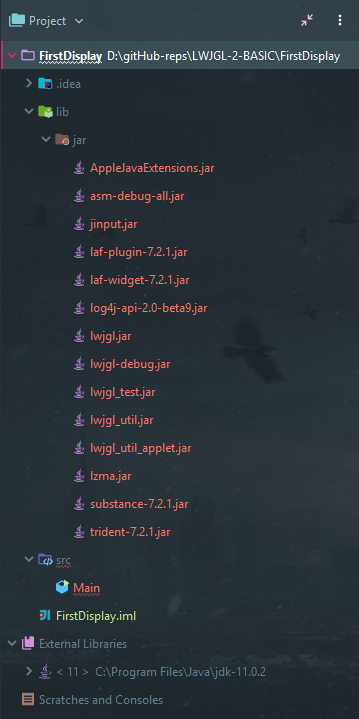 Project
FirstDisplay D:\gitHub-reps\LWJGL-2-BASIC\FirstDisplay
.idea
lib
jar
AppleJavaExtensions.jar
asm-debug-all.jar
jinput.jar
laf-plugin-7.2.1.jar
laf-widget-7.2.1.jar
log4j-api-2.0-beta9.jar
lwjgl.jar
lwjgl-debug.jar
lwjgl_test.jar
lwjgl_util.jar
lwjgl_util_applet.jar
lzma.jar
substance-7.2.1.jar
trident-7.2.1.jar
src
Main
FirstDisplay.iml
External Libraries
< 11 > C:\Program Files\Java\jdk-11.0.2
Scratches and Consoles